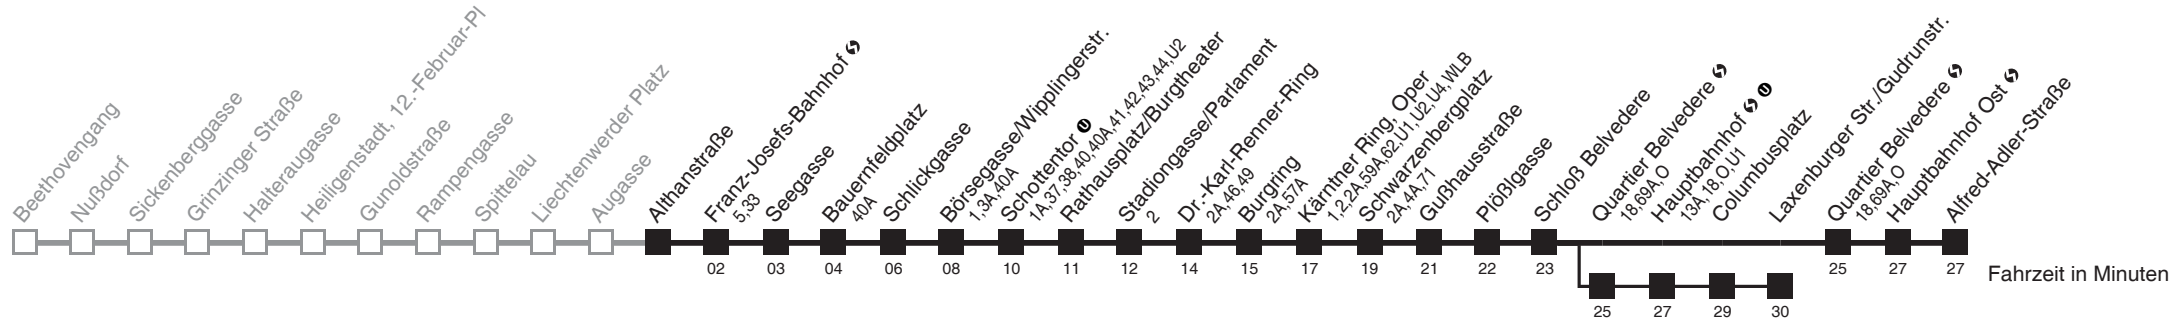 Beethovengang
Nußdorf
Sickenberggasse
Grinzinger Straße
Halteraugasse
Heiligenstadt, 12.-Februar-Pl
Gunoldstraße
Rampengasse
Spittelau
Liechtenwerder Platz
Augasse
Althanstraße
Franz-Josefs-Bahnhof
5,33
Seegasse
Bauernfeldplatz
40A
Schlickgasse
Börsegasse/Wipplingerstr.
1,3A,40A
Schottentor U
1A,37,38,40,40A,41,42,43,44,U2
Rathausplatz/Burgtheater
Stadiongasse/Parlament
2
Dr.-Karl-Renner-Ring
2A,46,49
Burgring
2A,57A
Kärntner Ring, Oper
1,2,2A,59A,62,U1,U2,U4,WLB
Schwarzenbergplatz
2A,4A,71
Gußhausstraße
Plößlgasse
Schloß Belvedere
Quartier Belvedere
18,69A,O
Hauptbahnhof U
13A,18,O,U1
Columbusplatz
Laxenburger Str./Gudrunstr.
Quartier Belvedere
18,69A,O
Hauptbahnhof Ost
Alfred-Adler-Straße
02 03 04 06 08 10 11 12 14 15 17 19 21 22 23 25 27 27
Fahrzeit in Minuten
25 27 29 30